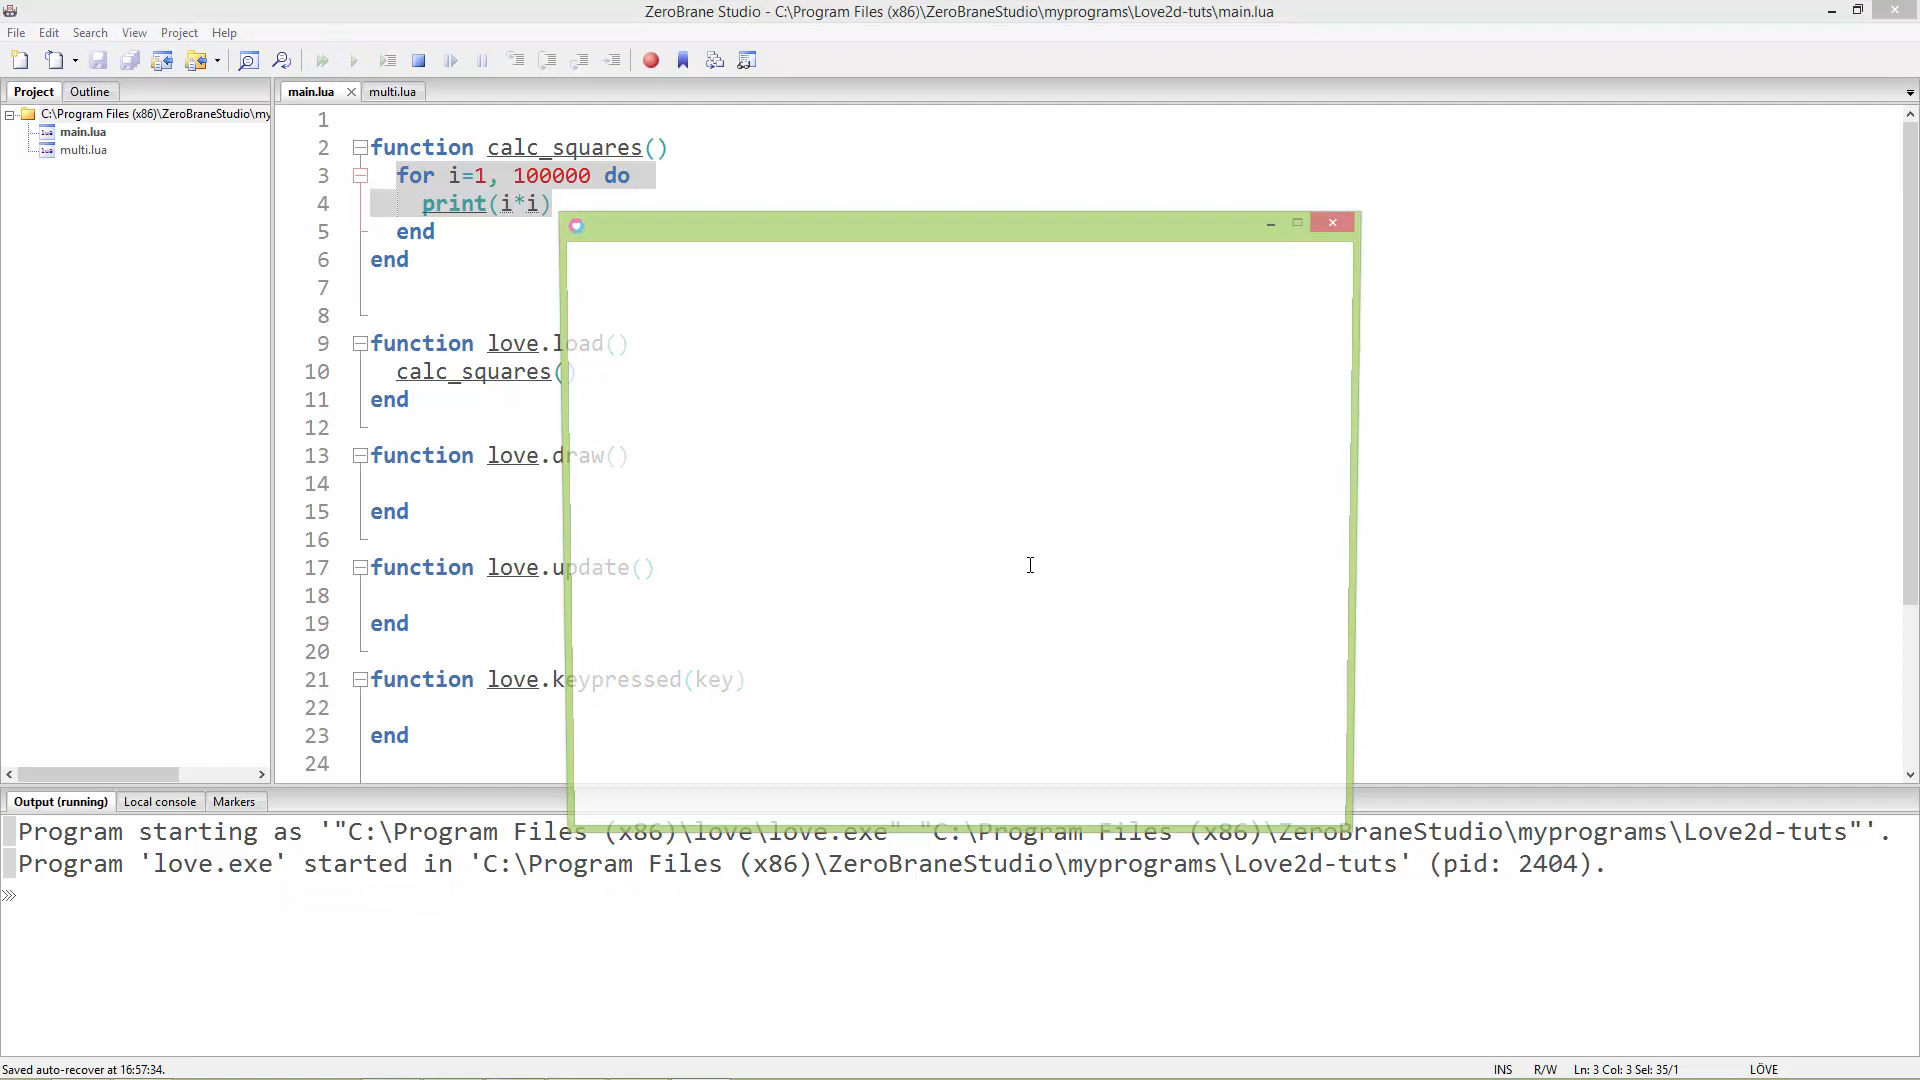 ZeroBrane Studio - C:\Program Files (x86)\ZeroBraneStudio\myprograms\Love2d-tuts\main.lua
File Edit Search View Project Help
Project Outline
main.lua multi.lua
C:\Program Files (x86)\ZeroBraneStudio\my
main.lua
multi.lua
1
2 function calc_squares()
3 for i=1, 100000 do
4 print(i*i)
5 end
6 end
7
8
9 function love.load()
10 calc_squares()
11 end
12
13 function love.draw()
14
15 end
16
17 function love.update()
18
19 end
20
21 function love.keypressed(key)
22
23 end
24
Output (running) Local console Markers
Program starting as '"C:\Program Files (x86)\love\love.exe" "C:\Program Files (x86)\ZeroBraneStudio\myprograms\Love2d-tuts"'.
Program 'love.exe' started in 'C:\Program Files (x86)\ZeroBraneStudio\myprograms\Love2d-tuts' (pid: 2404).
Saved auto-recover at 16:57:34. INS R/W Ln: 3 Col: 3 Sel: 35/1 LÖVE